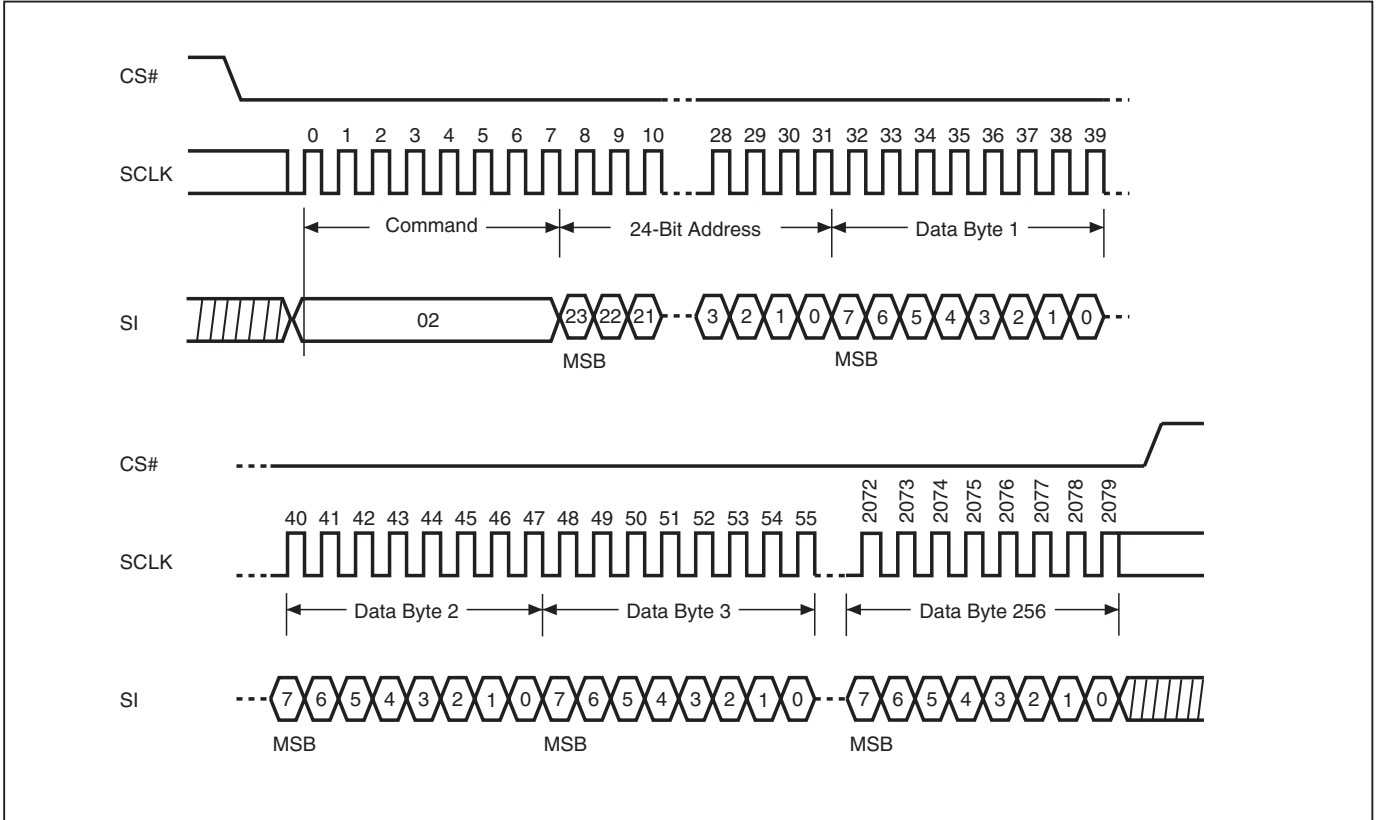 CS#
0 1 2 3 4 5 6 7 8 9 10 28 29 30 31 32 33 34 35 36 37 38 39
SCLK
Command 24-Bit Address Data Byte 1
SI 02 23 22 21 3 2 1 0 7 6 5 4 3 2 1 0
MSB MSB
CS#
2072 2073 2074 2075 2076 2077 2078 2079
40 41 42 43 44 45 46 47 48 49 50 51 52 53 54 55
SCLK
Data Byte 2 Data Byte 3 Data Byte 256
SI 7 6 5 4 3 2 1 0 7 6 5 4 3 2 1 0 7 6 5 4 3 2 1 0
MSB MSB MSB